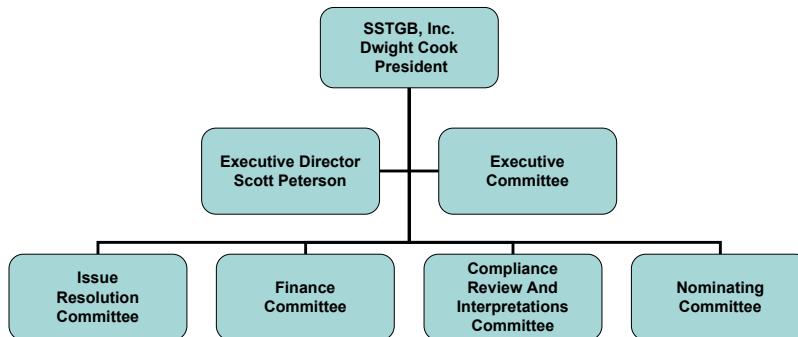 SSTGB, Inc.
Dwight Cook
President
Executive Director
Scott Peterson
Executive
Committee
Issue
Resolution
Committee
Finance
Committee
Compliance
Review And
Interpretations
Committee
Nominating
Committee